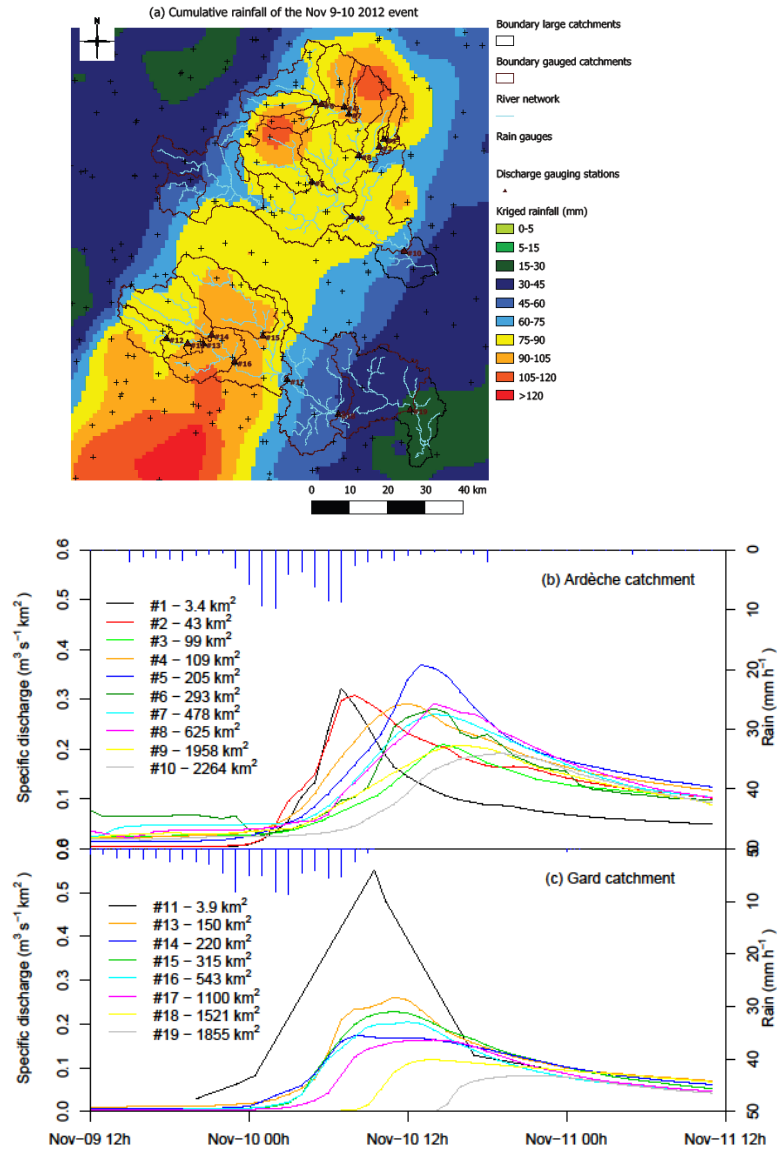 (a) Cumulative rainfall of the Nov 9-10 2012 event
N
Boundary large catchments
Boundary gauged catchments
River network
Rain gauges
Discharge gauging stations
Kriged rainfall (mm)
0-5
5-15
15-30
30-45
45-60
60-75
75-90
90-105
105-120
>120
#10
#12
#14
#13
#15
#16
0 10 20 30 40 km
(b) Ardèche catchment
#1 − 3.4 km²
#2 − 43 km²
#3 − 99 km²
#4 − 109 km²
#5 − 205 km²
#6 − 293 km²
#7 − 478 km²
#8 − 625 km²
#9 − 1958 km²
#10 − 2264 km²
Specific discharge (m³ s⁻¹ km²)
0.6
0.5
0.4
0.3
0.2
0.1
0.0
Rain (mm h⁻¹)
0
10
20
30
40
50
(c) Gard catchment
#11 − 3.9 km²
#13 − 150 km²
#14 − 220 km²
#15 − 315 km²
#16 − 543 km²
#17 − 1100 km²
#18 − 1521 km²
#19 − 1855 km²
Specific discharge (m³ s⁻¹ km²)
0.5
0.4
0.3
0.2
0.1
0.0
Rain (mm h⁻¹)
10
20
30
40
50
Nov−09 12h
Nov−10 00h
Nov−10 12h
Nov−11 00h
Nov−11 12h